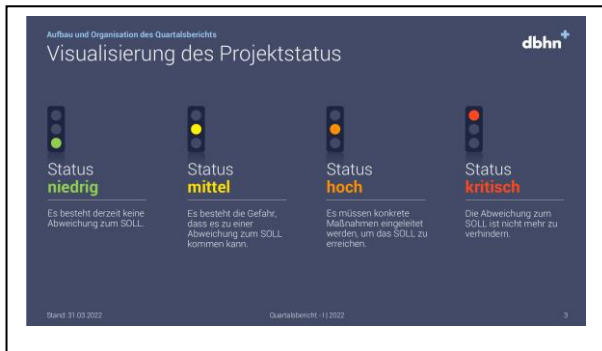 Aufbau und Organisation des Quartalsberichts
Visualisierung des Projektstatus
dbhn+
Status
niedrig
Es besteht derzeit keine
Abweichung zum SOLL.
Status
mittel
Es besteht die Gefahr,
dass es zu einer
Abweichung zum SOLL
kommen kann.
Status
hoch
Es müssen konkrete
Maßnahmen eingeleitet
werden, um das SOLL zu
erreichen.
Status
kritisch
Die Abweichung zum
SOLL ist nicht mehr zu
verhindern.
Stand: 31.03.2022
Quartalsbericht - I | 2022
3